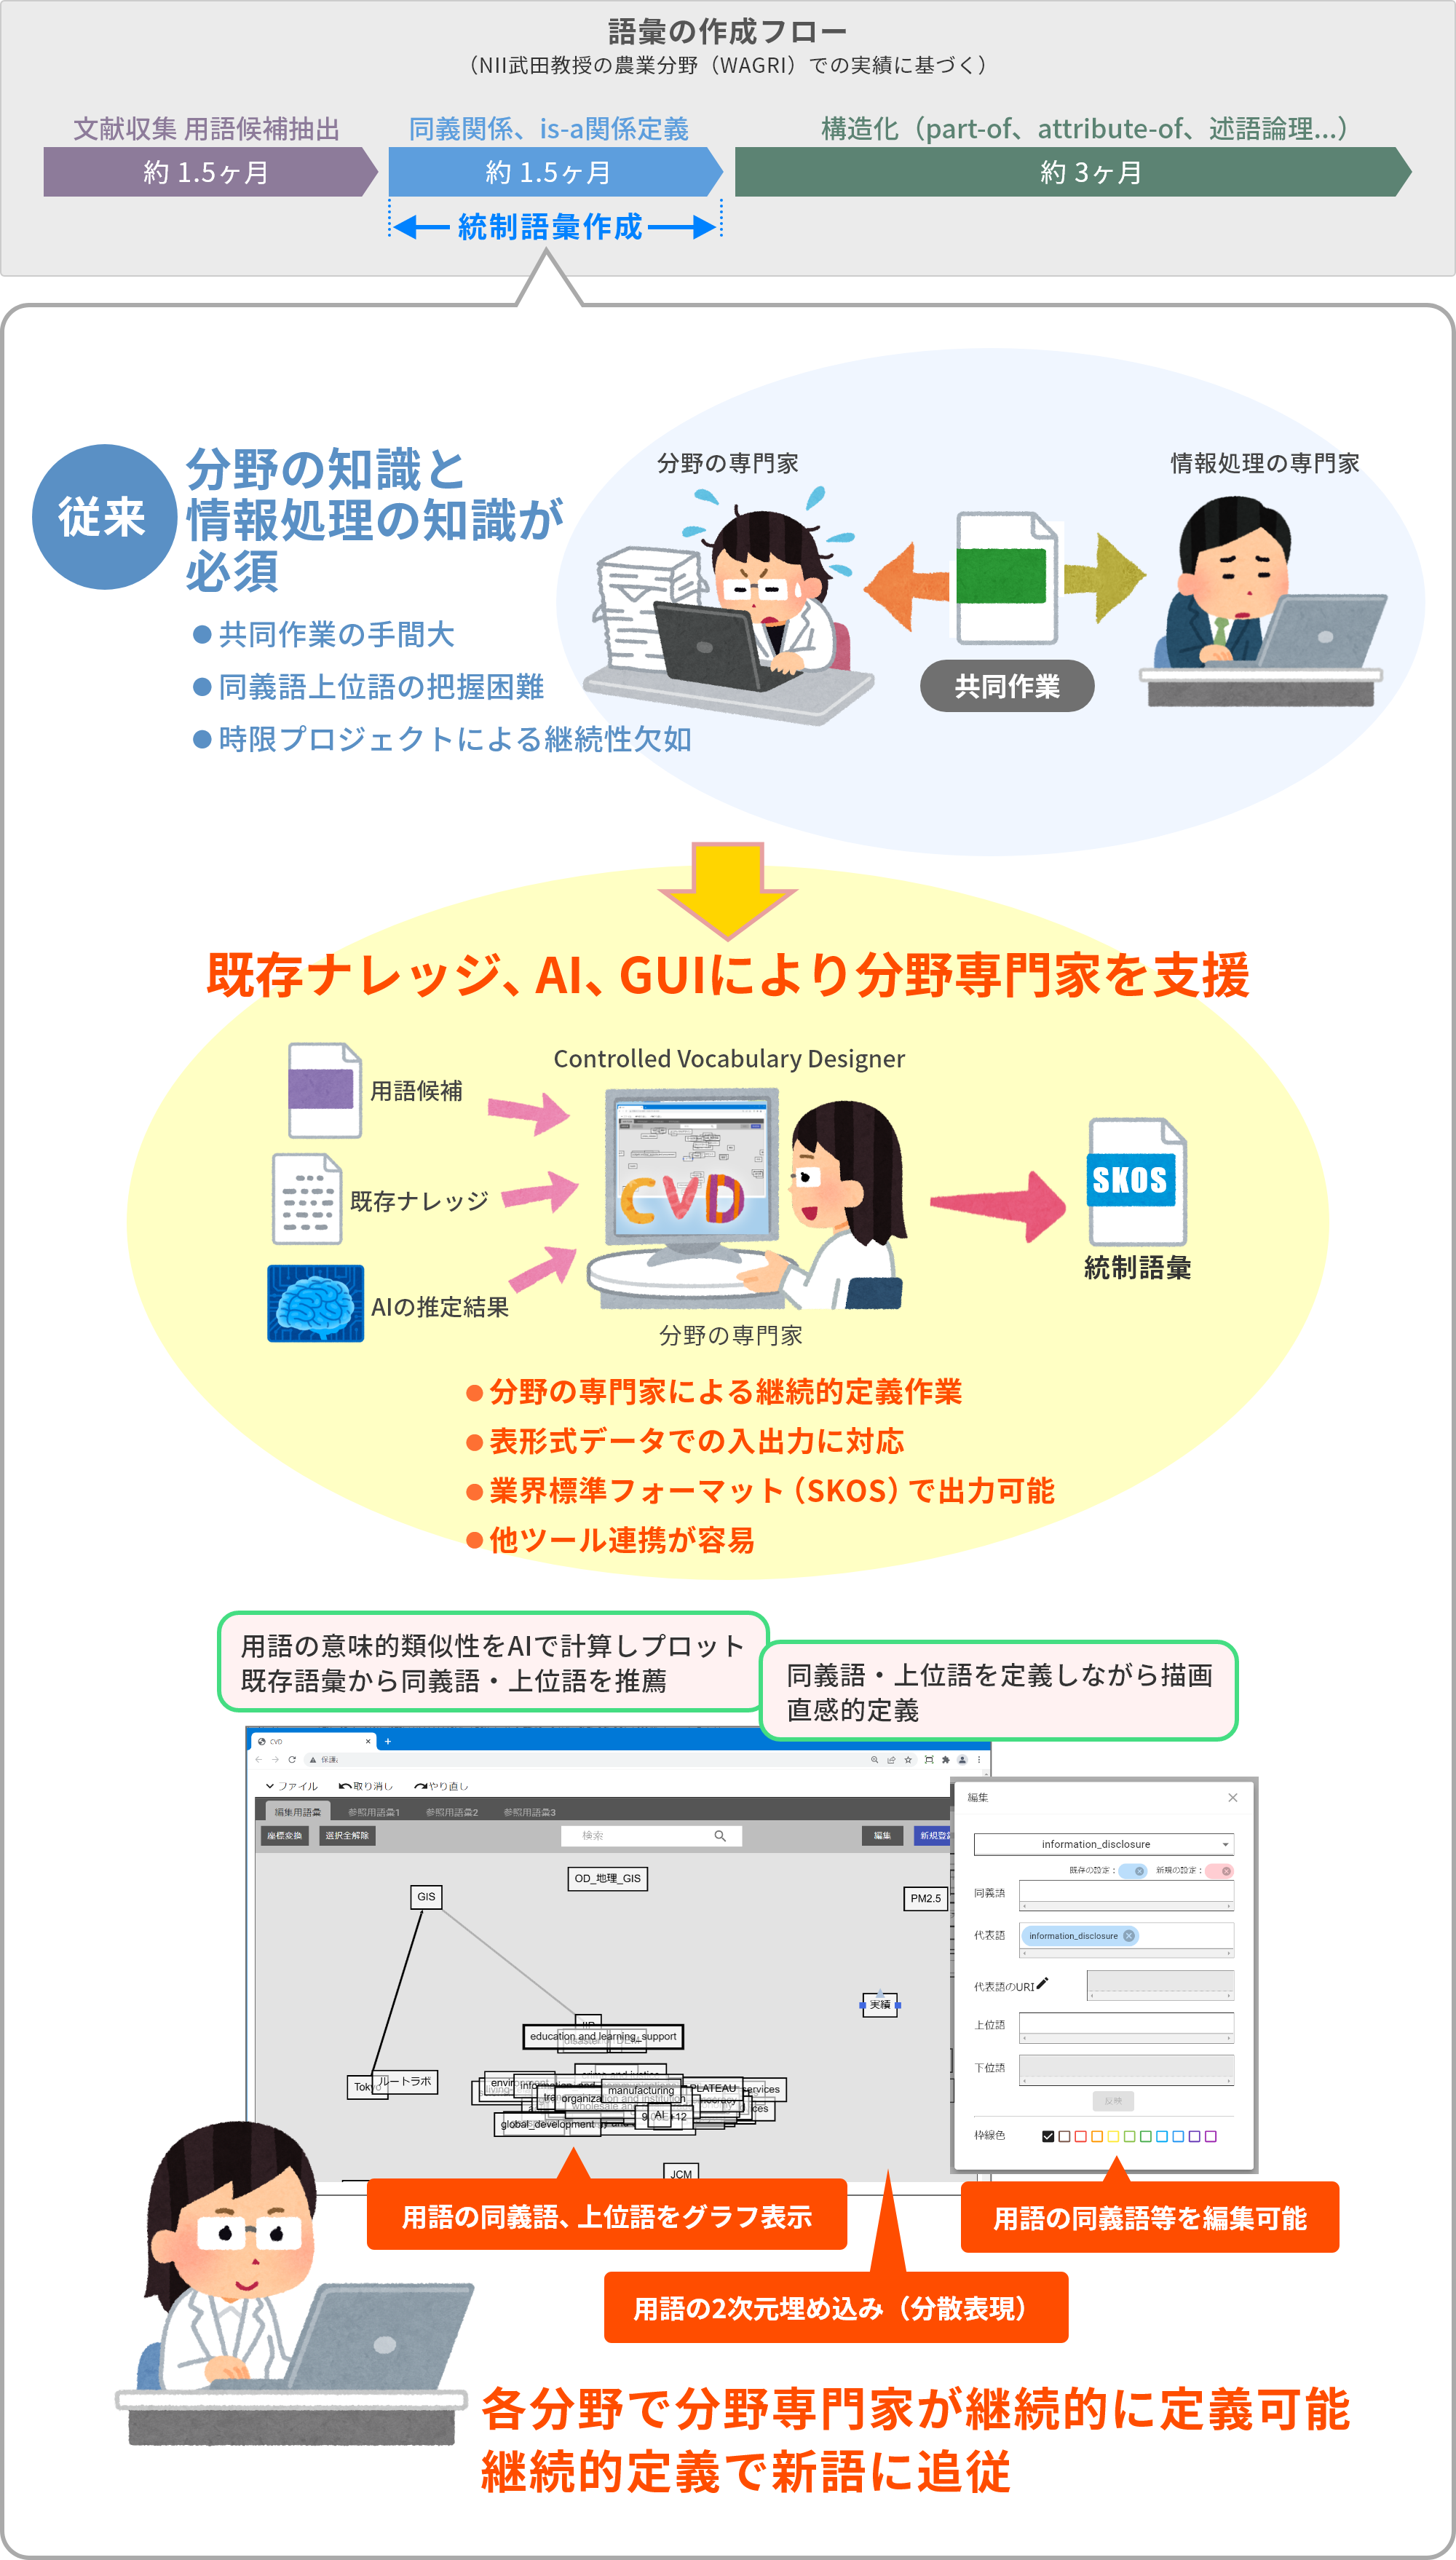 語彙の作成フロー
（NII武田教授の農業分野（WAGRI）での実績に基づく）
文献収集 用語候補抽出
同義関係、is-a関係定義
構造化（part-of、attribute-of、述語論理...）
約 1.5ヶ月
約 1.5ヶ月
約 3ヶ月
統制語彙作成
従来
分野の知識と
情報処理の知識が
必須
●共同作業の手間大
●同義語上位語の把握困難
●時限プロジェクトによる継続性欠如
分野の専門家
情報処理の専門家
共同作業
既存ナレッジ、AI、GUIにより分野専門家を支援
Controlled Vocabulary Designer
用語候補
既存ナレッジ
AIの推定結果
CVD
分野の専門家
SKOS
統制語彙
●分野の専門家による継続的定義作業
●表形式データでの入出力に対応
●業界標準フォーマット（SKOS）で出力可能
●他ツール連携が容易
用語の意味的類似性をAIで計算しプロット
既存語彙から同義語・上位語を推薦
同義語・上位語を定義しながら描画
直感的定義
CVD
ファイル 取り消し やり直し
編集用語彙 参照用語彙1 参照用語彙2 参照用語彙3
座標変換 選択全解除 検索 編集
OD_地理_GIS
GIS
PM2.5
実績
education and learning_support
ルートラボ
manufacturing
PLATEAU
AI
global_development
JCM
編集
information_disclosure
既存の設定： 新規の設定：
同義語
代表語 information_disclosure
代表語のURI
上位語
下位語
反映
枠線色
用語の同義語、上位語をグラフ表示
用語の同義語等を編集可能
用語の2次元埋め込み（分散表現）
各分野で分野専門家が継続的に定義可能
継続的定義で新語に追従